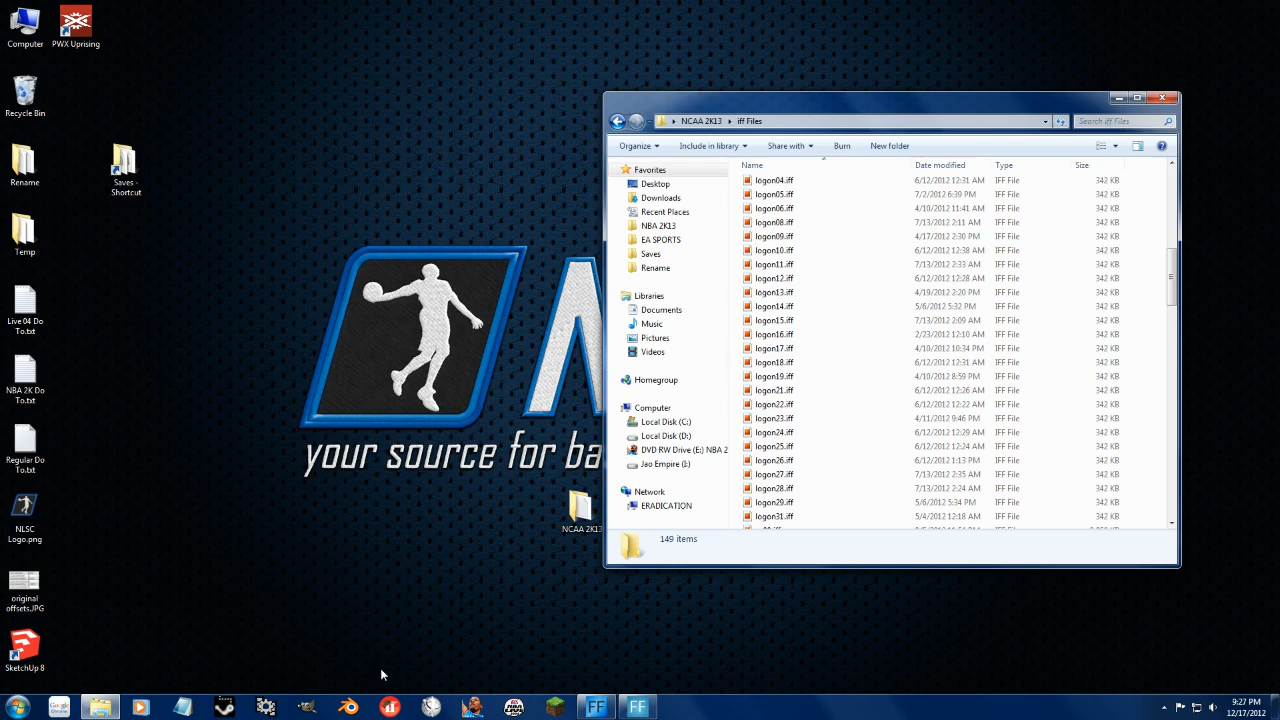 Computer
PWX Uprising
Recycle Bin
Rename
Saves -
Shortcut
Temp
Live 04 Do
To.txt
NBA 2K Do
To.txt
Regular Do
To.txt
NLSC
Logo.png
original
offsets.JPG
SketchUp 8
your source for ba
NCAA 2K13
NCAA 2K13 iff Files
Search iff Files
Organize Include in library Share with Burn New folder
Favorites
Desktop
Downloads
Recent Places
NBA 2K13
EA SPORTS
Saves
Rename
Libraries
Documents
Music
Pictures
Videos
Homegroup
Computer
Local Disk (C:)
Local Disk (D:)
DVD RW Drive (E:) NBA 2
Jao Empire (I:)
Network
ERADICATION
Name Date modified Type Size
logon04.iff 6/12/2012 12:31 AM IFF File 342 KB
logon05.iff 7/2/2012 6:39 PM IFF File 342 KB
logon06.iff 4/10/2012 11:41 AM IFF File 342 KB
logon08.iff 7/13/2012 2:11 AM IFF File 342 KB
logon09.iff 4/17/2012 2:30 PM IFF File 342 KB
logon10.iff 6/12/2012 12:38 AM IFF File 342 KB
logon11.iff 7/13/2012 2:33 AM IFF File 342 KB
logon12.iff 6/12/2012 12:28 AM IFF File 342 KB
logon13.iff 4/19/2012 2:20 PM IFF File 342 KB
logon14.iff 5/6/2012 5:32 PM IFF File 342 KB
logon15.iff 7/13/2012 2:09 AM IFF File 342 KB
logon16.iff 2/23/2012 12:10 AM IFF File 342 KB
logon17.iff 4/10/2012 10:34 PM IFF File 342 KB
logon18.iff 6/12/2012 12:31 AM IFF File 342 KB
logon19.iff 4/10/2012 8:59 PM IFF File 342 KB
logon21.iff 6/12/2012 12:26 AM IFF File 342 KB
logon22.iff 6/12/2012 12:22 AM IFF File 342 KB
logon23.iff 4/11/2012 9:46 PM IFF File 342 KB
logon24.iff 6/12/2012 12:29 AM IFF File 342 KB
logon25.iff 6/12/2012 12:24 AM IFF File 342 KB
logon26.iff 6/12/2012 1:13 PM IFF File 342 KB
logon27.iff 7/13/2012 2:35 AM IFF File 342 KB
logon28.iff 7/13/2012 2:24 AM IFF File 342 KB
logon29.iff 5/6/2012 5:34 PM IFF File 342 KB
logon31.iff 5/4/2012 12:18 AM IFF File 342 KB
149 items
Google
FF
FF
9:27 PM
12/17/2012